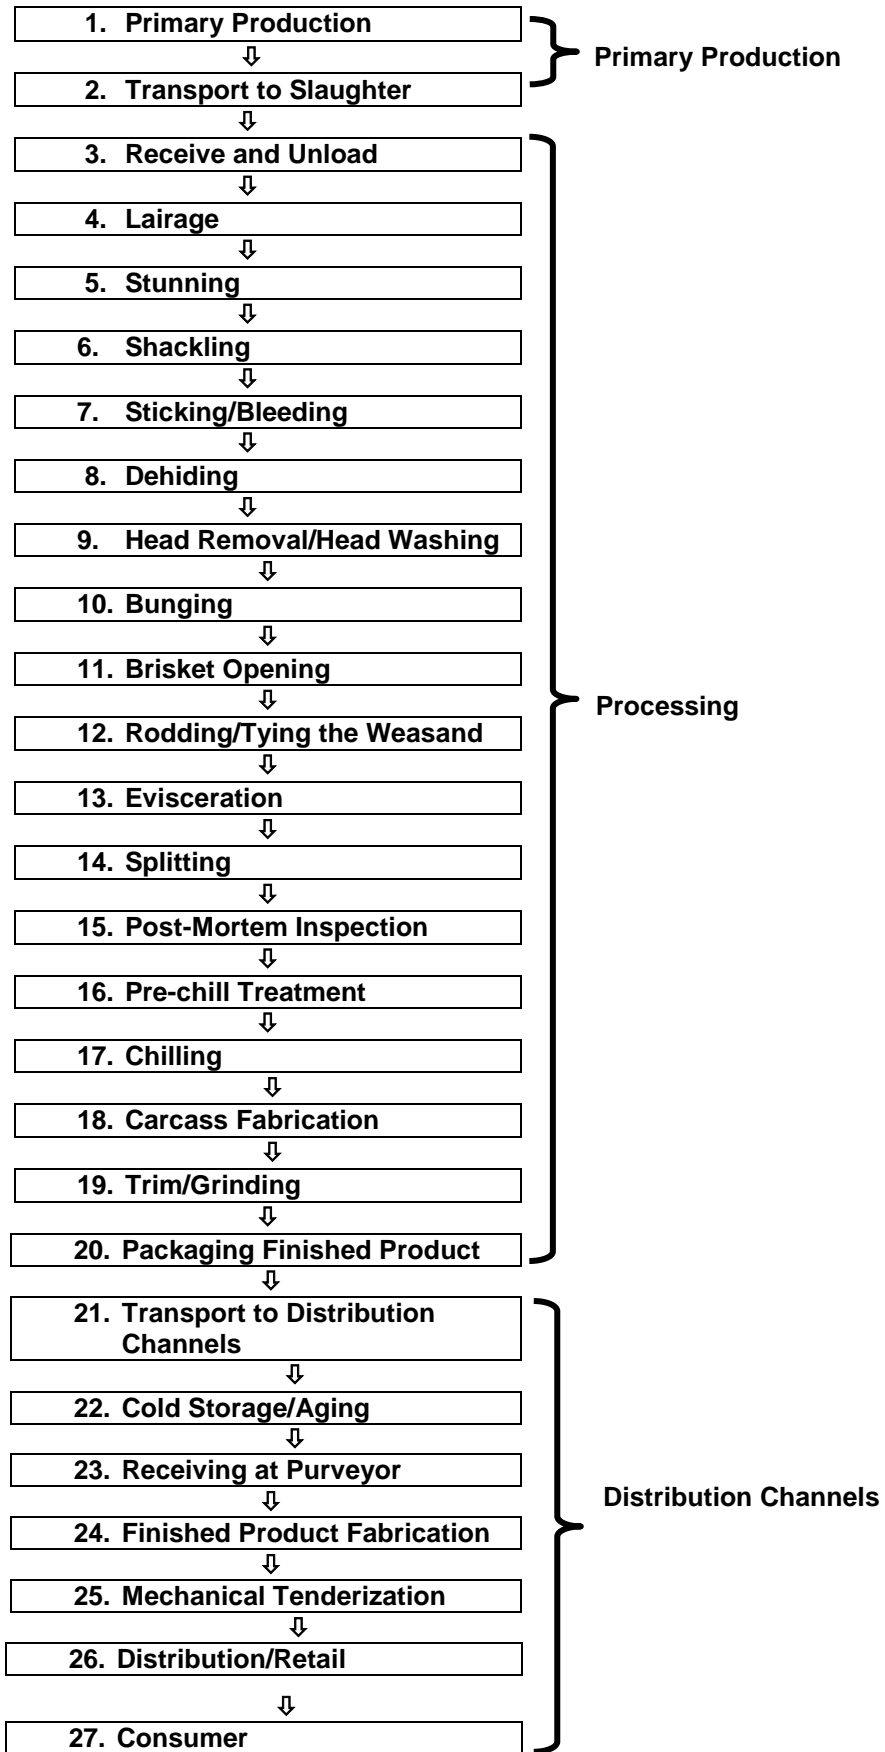 1. Primary Production
Primary Production
2. Transport to Slaughter
3. Receive and Unload
4. Lairage
5. Stunning
6. Shackling
7. Sticking/Bleeding
8. Dehiding
9. Head Removal/Head Washing
10. Bunging
11. Brisket Opening
Processing
12. Rodding/Tying the Weasand
13. Evisceration
14. Splitting
15. Post-Mortem Inspection
16. Pre-chill Treatment
17. Chilling
18. Carcass Fabrication
19. Trim/Grinding
20. Packaging Finished Product
21. Transport to Distribution
Channels
22. Cold Storage/Aging
23. Receiving at Purveyor
Distribution Channels
24. Finished Product Fabrication
25. Mechanical Tenderization
26. Distribution/Retail
27. Consumer